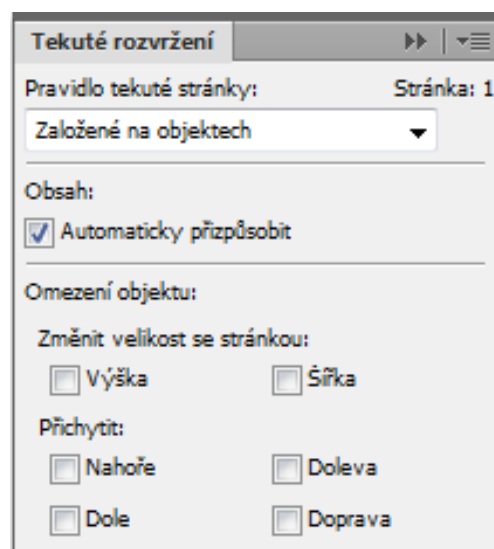 Tekuté rozvržení
Pravidlo tekuté stránky: Stránka: 1
Založené na objektech
Obsah:
Automaticky přizpůsobit
Omezení objektu:
Změnit velikost se stránkou:
Výška Šířka
Přichytit:
Nahoře Doleva
Dole Doprava